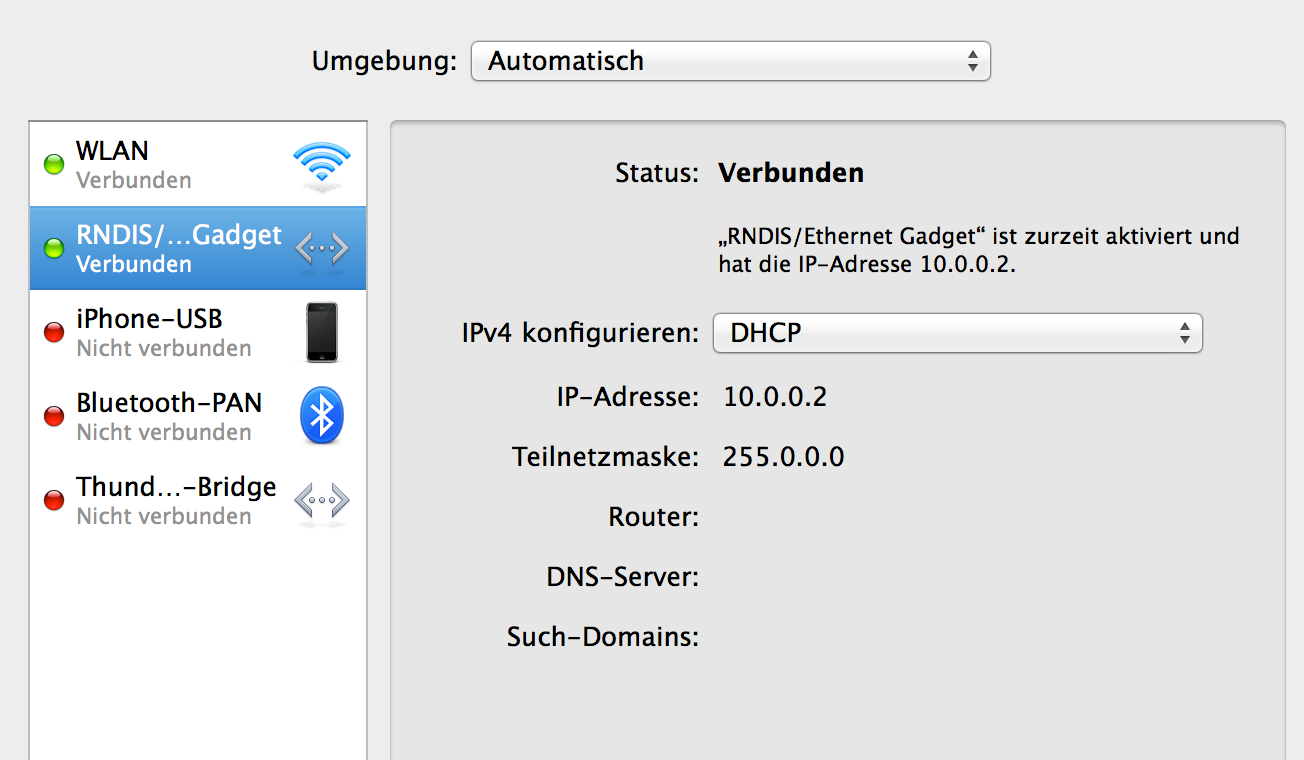 Umgebung: Automatisch
WLAN
Verbunden
RNDIS/...Gadget
Verbunden
iPhone-USB
Nicht verbunden
Bluetooth-PAN
Nicht verbunden
Thund...-Bridge
Nicht verbunden
Status: Verbunden
„RNDIS/Ethernet Gadget“ ist zurzeit aktiviert und
hat die IP-Adresse 10.0.0.2.
IPv4 konfigurieren: DHCP
IP-Adresse: 10.0.0.2
Teilnetzmaske: 255.0.0.0
Router:
DNS-Server:
Such-Domains: